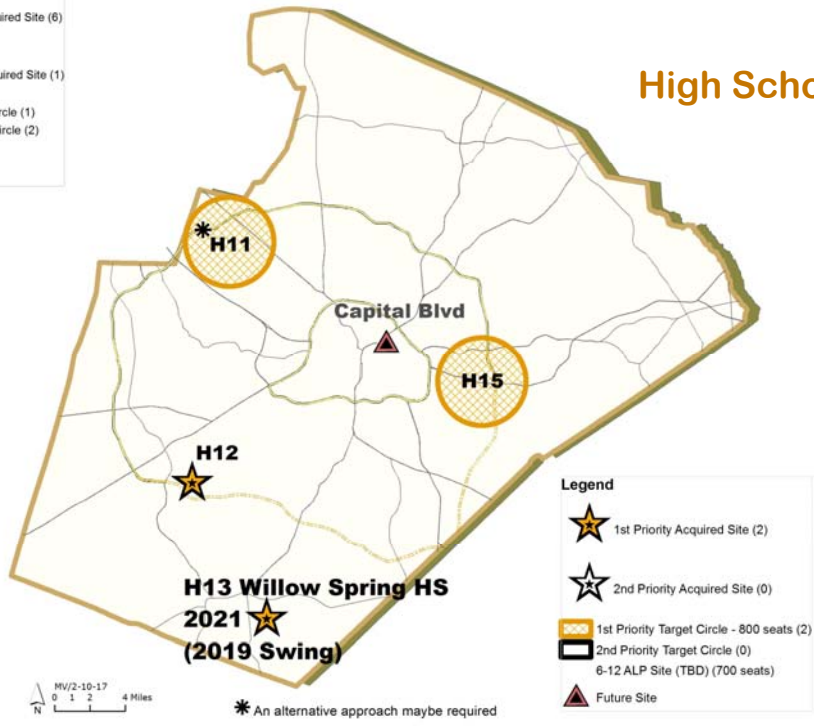 uired Site (6)
uired Site (1)
rcle (1)
ircle (2)
High Scho
H11
Capital Blvd
H15
H12
H13 Willow Spring HS
2021
(2019 Swing)
Legend
1st Priority Acquired Site (2)
2nd Priority Acquired Site (0)
1st Priority Target Circle - 800 seats (2)
2nd Priority Target Circle (0)
6-12 ALP Site (TBD) (700 seats)
Future Site
MV/2-10-17
0 1 2 4 Miles
N
* An alternative approach maybe required